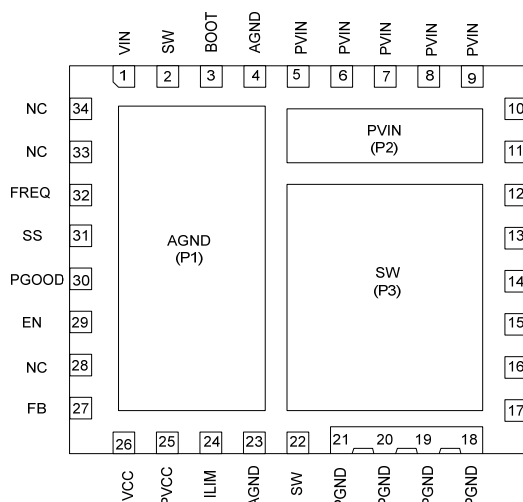 VIN SW BOOT AGND PVIN PVIN PVIN PVIN PVIN
1 2 3 4 5 6 7 8 9
NC 34 10
PVIN
(P2)
NC 33 11
FREQ 32 12
SS 31 13
AGND
(P1)
SW
(P3)
PGOOD 30 14
EN 29 15
NC 28 16
FB 27 17
26 25 24 23 22 21 20 19 18
VCC PVCC ILIM AGND SW PGND PGND PGND PGND